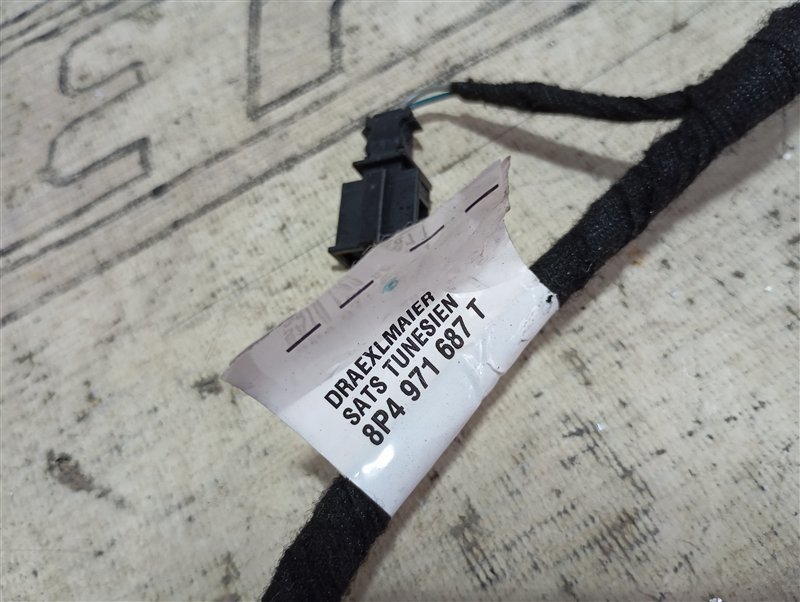 DRAEXLMAIER
SATS TUNESIEN
8P4 971 687 T